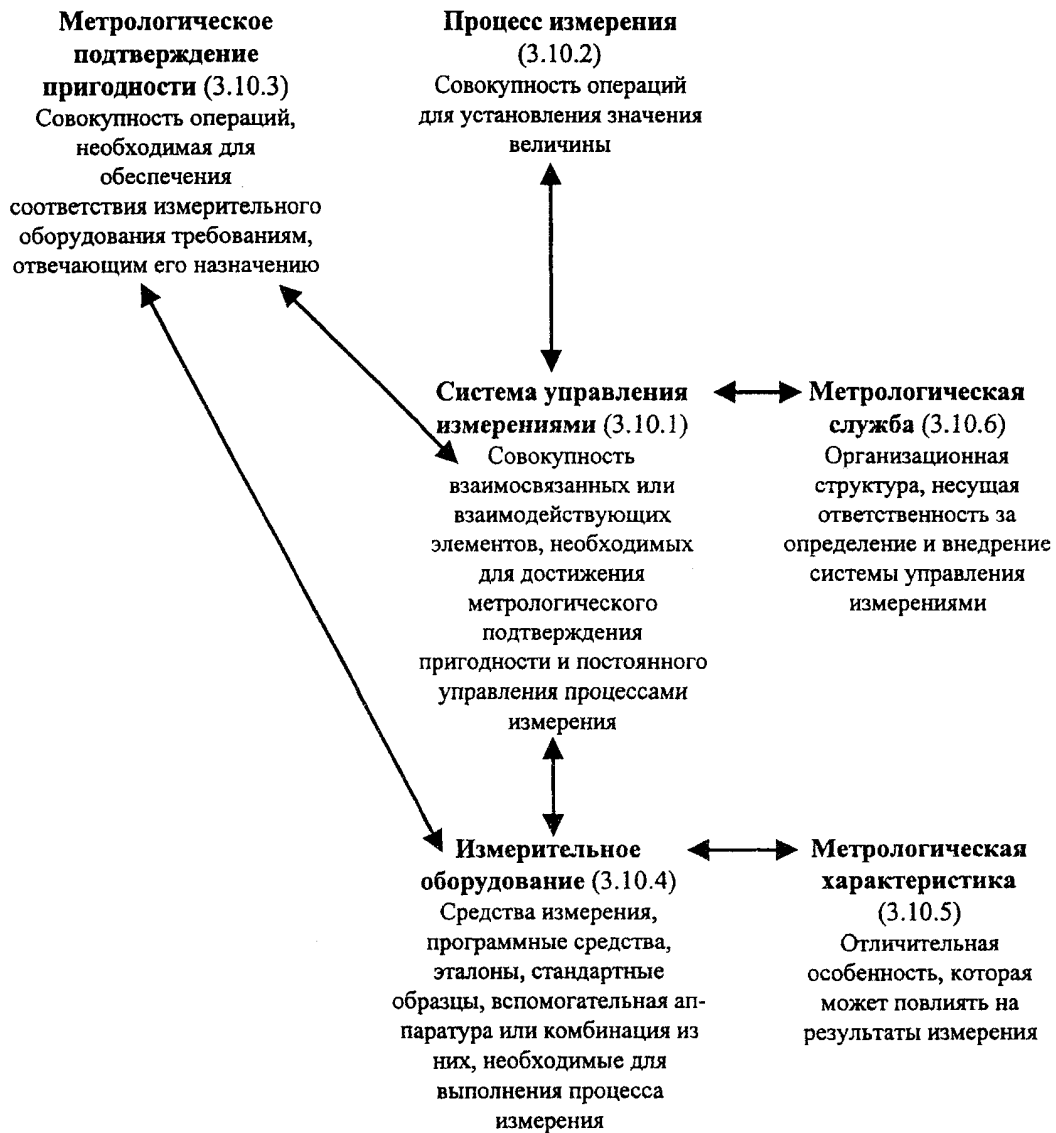 Метрологическое
подтверждение
пригодности (3.10.3)
Совокупность операций,
необходимая для
обеспечения
соответствия измерительного
оборудования требованиям,
отвечающим его назначению
Процесс измерения
(3.10.2)
Совокупность операций
для установления значения
величины
Система управления
измерениями (3.10.1)
Совокупность
взаимосвязанных или
взаимодействующих
элементов, необходимых
для достижения
метрологического
подтверждения
пригодности и постоянного
управления процессами
измерения
Метрологическая
служба (3.10.6)
Организационная
структура, несущая
ответственность за
определение и внедрение
системы управления
измерениями
Измерительное
оборудование (3.10.4)
Средства измерения,
программные средства,
эталоны, стандартные
образцы, вспомогательная ап-
паратура или комбинация из
них, необходимые для
выполнения процесса
измерения
Метрологическая
характеристика
(3.10.5)
Отличительная
особенность, которая
может повлиять на
результаты измерения